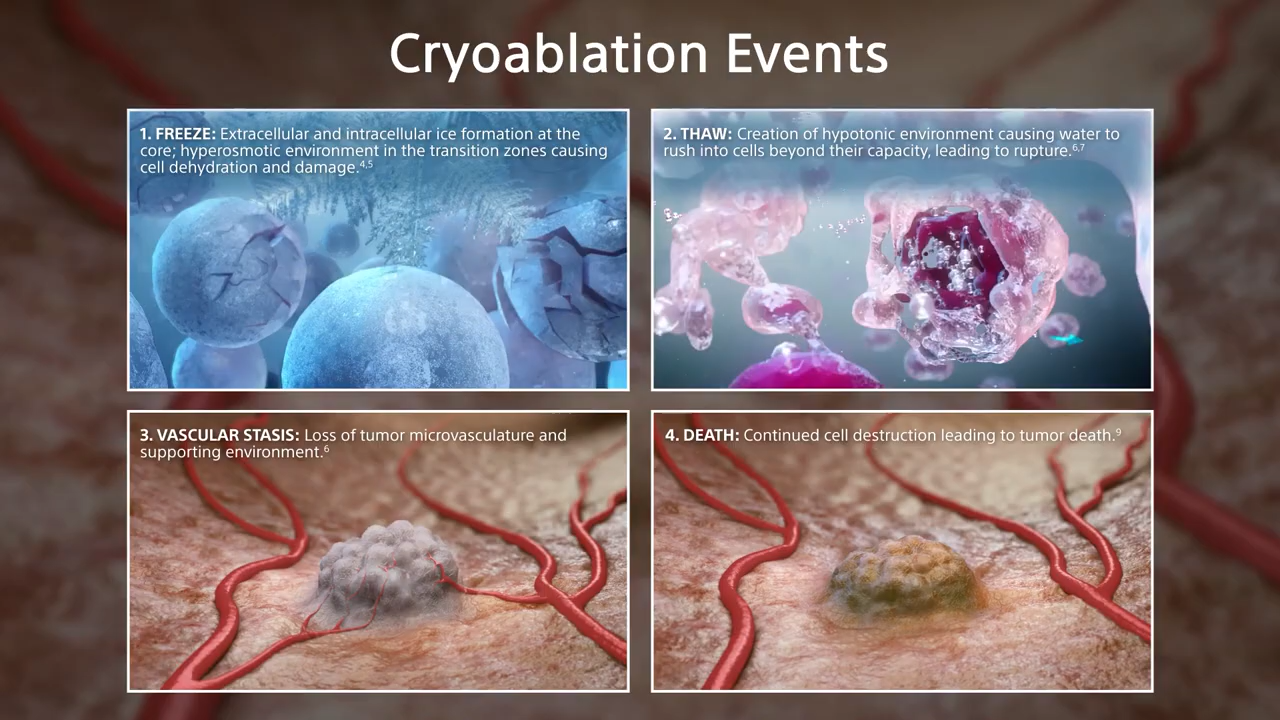 Cryoablation Events
1. FREEZE: Extracellular and intracellular ice formation at the
core; hyperosmotic environment in the transition zones causing
cell dehydration and damage.4,5
2. THAW: Creation of hypotonic environment causing water to
rush into cells beyond their capacity, leading to rupture.6,7
3. VASCULAR STASIS: Loss of tumor microvasculature and
supporting environment.6
4. DEATH: Continued cell destruction leading to tumor death.9